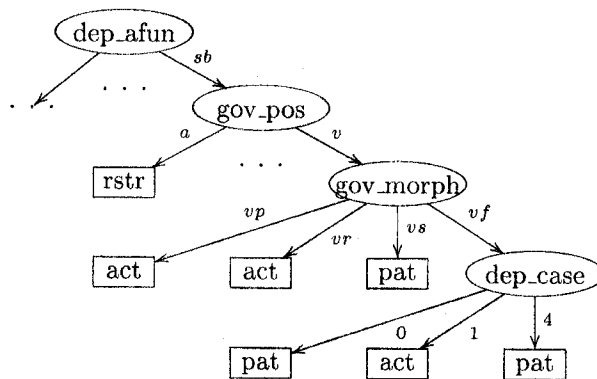 dep_afun
sb
. . .
. . .
gov_pos
a
v
rstr
. . .
gov_morph
vp
vr
vs
vf
act
act
pat
dep_case
0
1
4
pat
act
pat